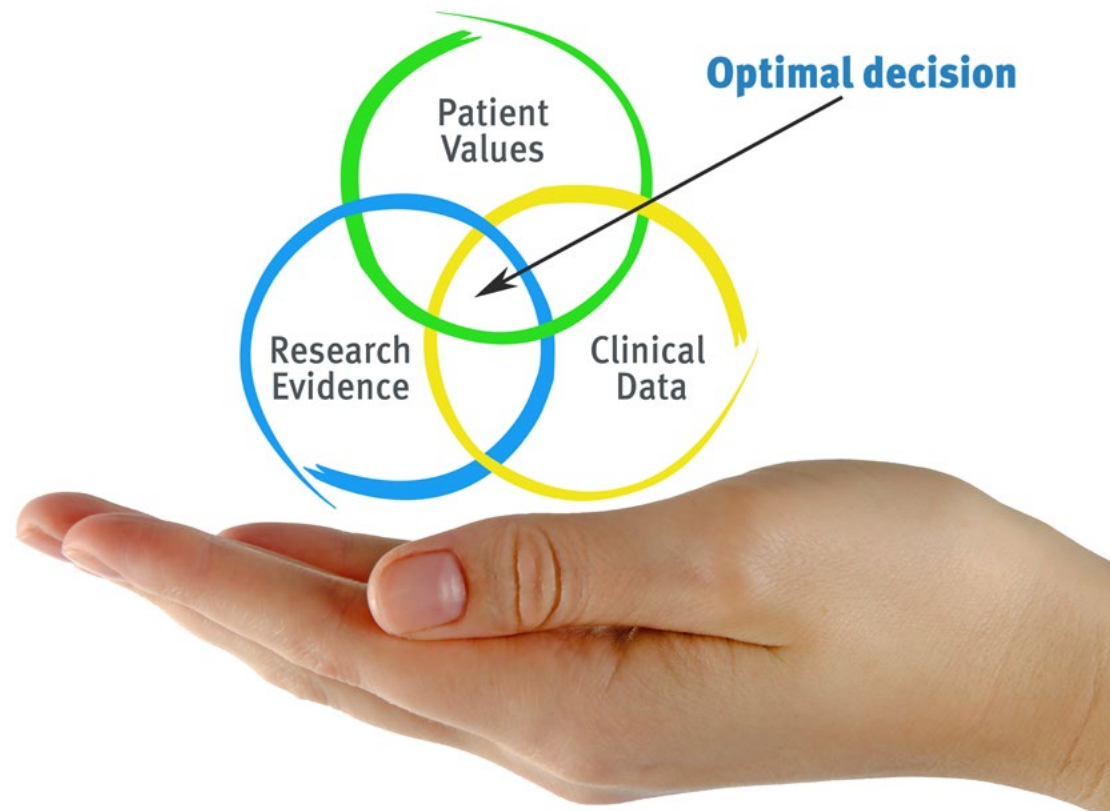 Optimal decision
Patient
Values
Research
Evidence
Clinical
Data